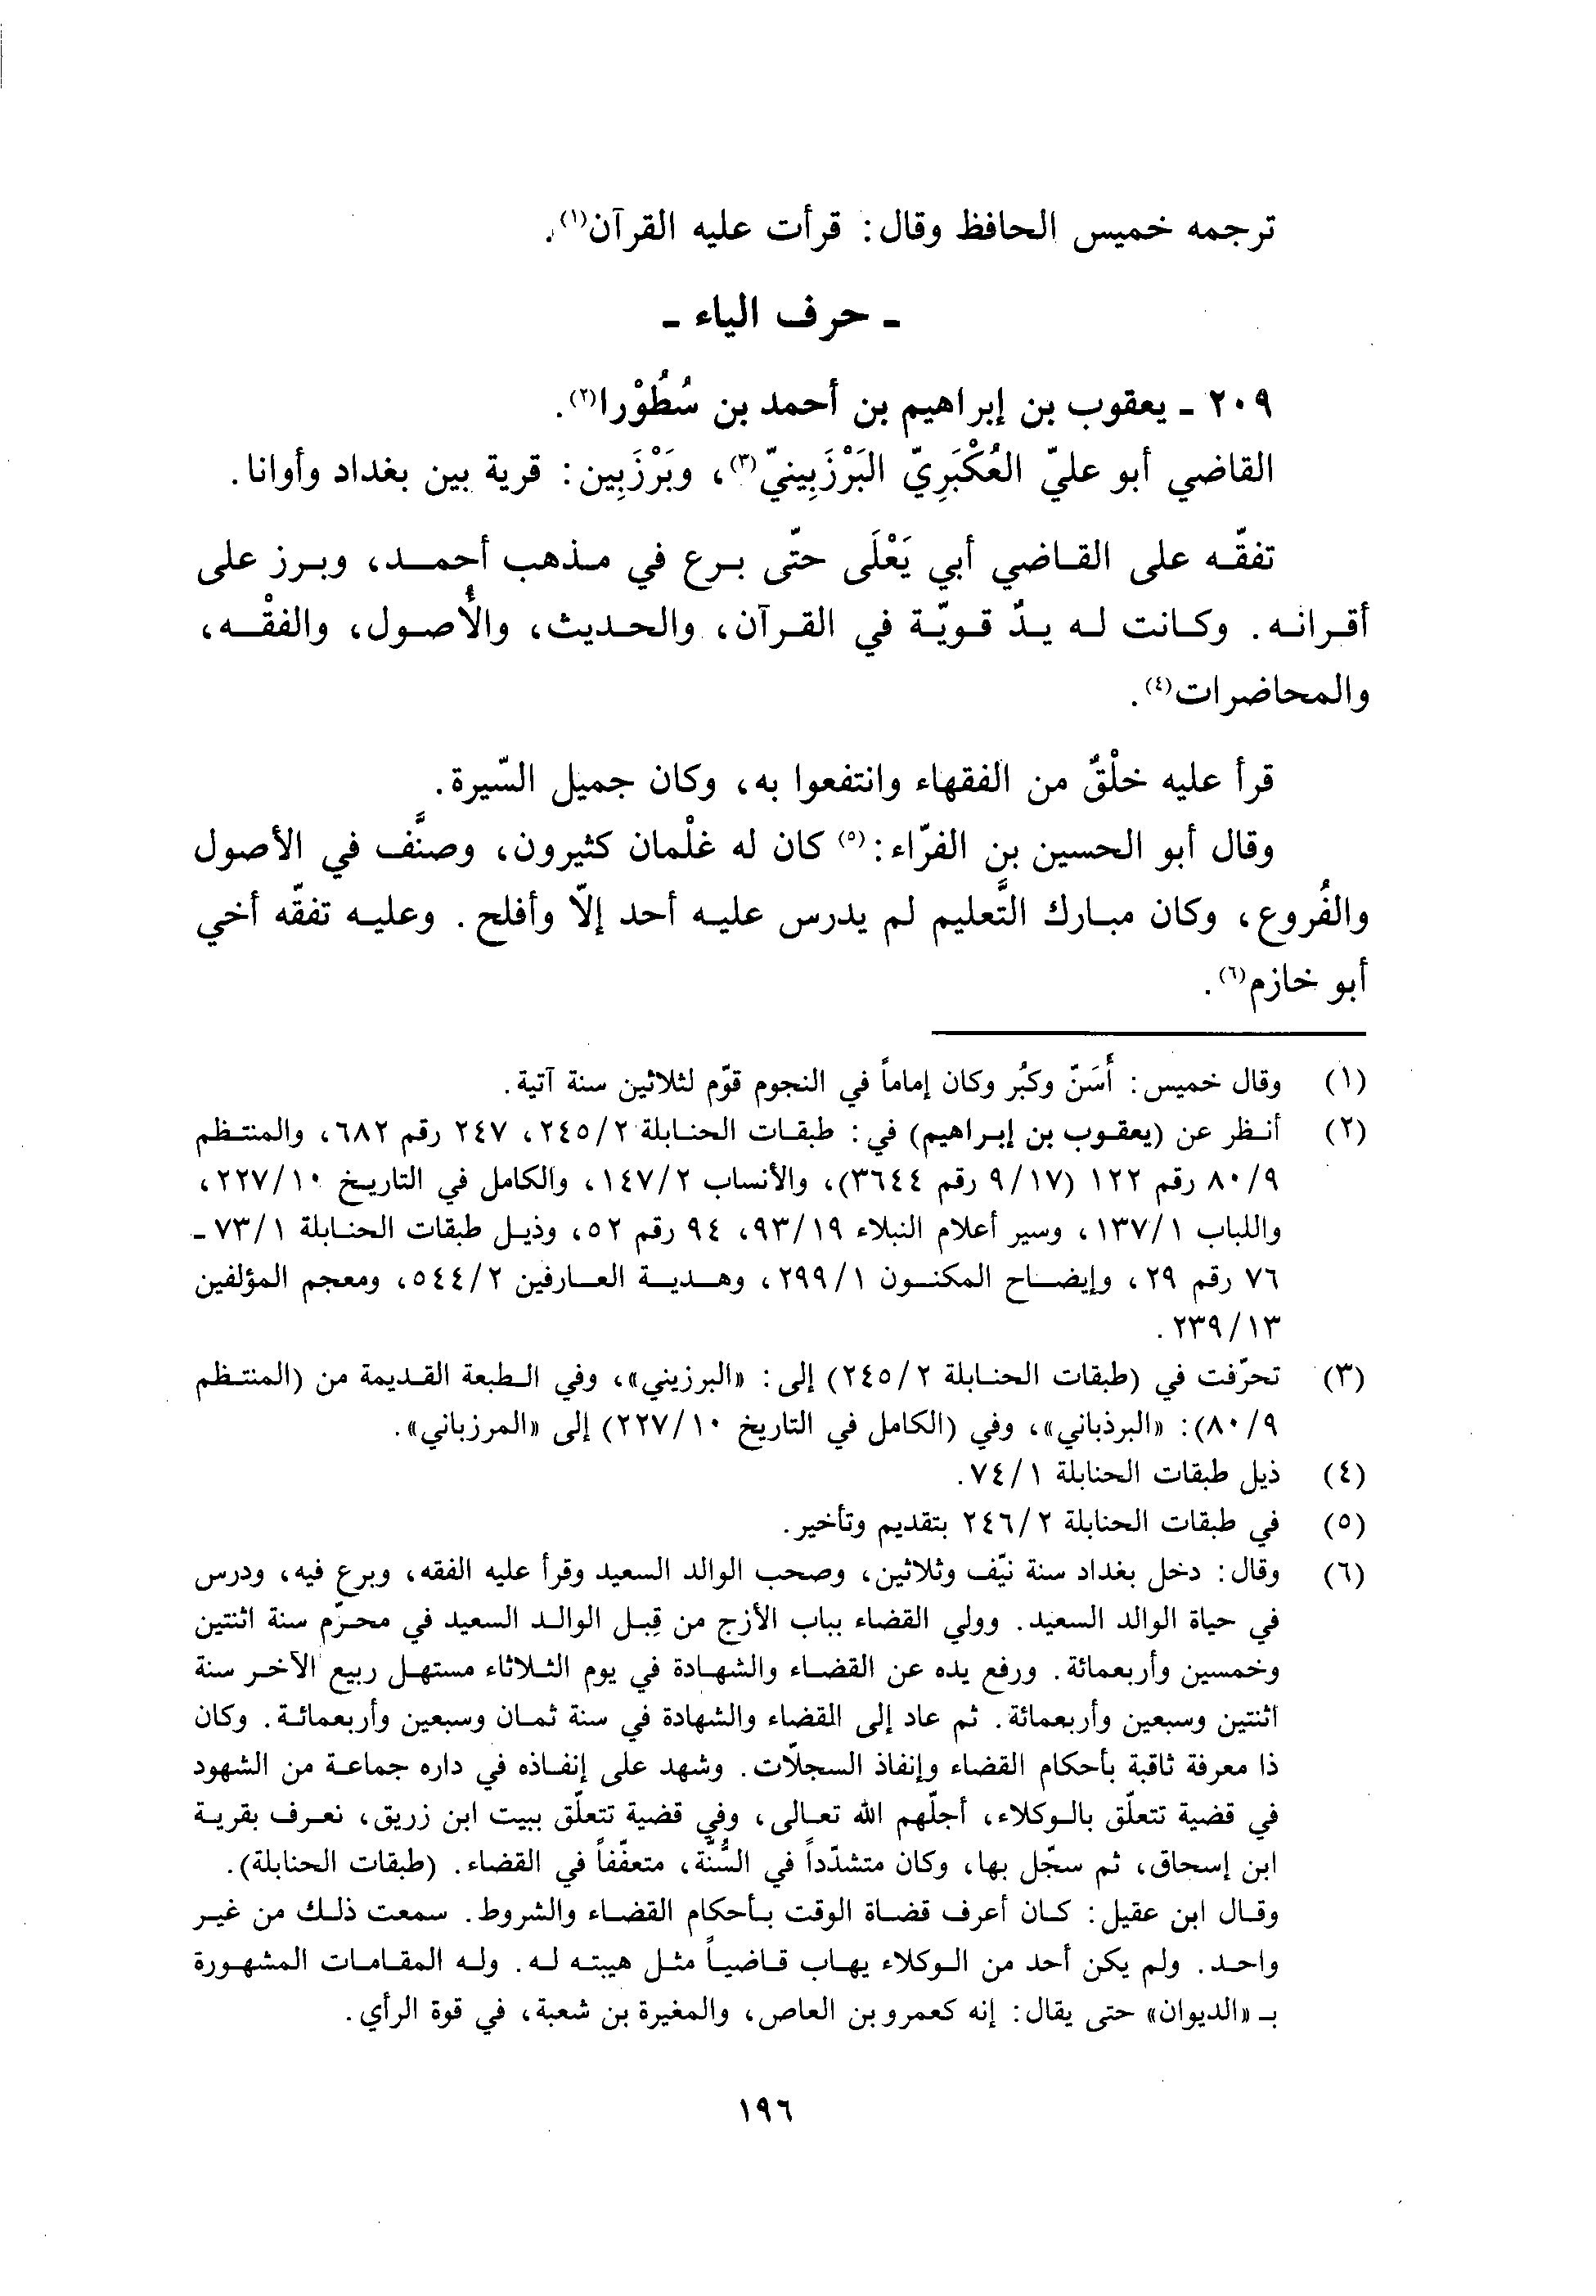 ترجمه خميس الحافظ وقال: قرأت عليه القرآن(١).
ـ حرف الياء ـ
٢٠٩ ـ يعقوب بن إبراهيم بن أحمد بن سُطُوْرا(٢).
القاضي أبو عليّ العُكْبَرِيّ البَرْزَبِينيّ(٣)، وبَرْزَبِين: قرية بين بغداد وأوانا.
تفقّه على القاضي أبي يَعْلَى حتّى برع في مذهب أحمد، وبرز على
أقرانه. وكانت له يدٌ قويّة في القرآن، والحديث، والأُصول، والفقْه،
والمحاضرات(٤).
قرأ عليه خلْقٌ من الفقهاء وانتفعوا به، وكان جميل السّيرة.
وقال أبو الحسين بن الفرّاء:(٥) كان له غلْمان كثيرون، وصنَّف في الأصول
والفُروع، وكان مبارك التَّعليم لم يدرس عليه أحد إلاّ وأفلح. وعليه تفقّه أخي
أبو خازم(٦).
(١) وقال خميس: أَسَنّ وكبُر وكان إماماً في النجوم قوّم لثلاثين سنة آتية.
(٢) أنظر عن (يعقوب بن إبراهيم) في: طبقات الحنابلة ٢/٢٤٥، ٢٤٧ رقم ٦٨٢، والمنتظم
٩/٨٠ رقم ١٢٢ (١٧/٩ رقم ٣٦٤٤)، والأنساب ٢/١٤٧، والكامل في التاريخ ١٠/٢٢٧،
واللباب ١/١٣٧، وسير أعلام النبلاء ١٩/٩٣، ٩٤ رقم ٥٢، وذيل طبقات الحنابلة ١/٧٣ ـ
٧٦ رقم ٢٩، وإيضاح المكنون ١/٢٩٩، وهدية العارفين ٢/٥٤٤، ومعجم المؤلفين
١٣/٢٣٩.
(٣) تحرّفت في (طبقات الحنابلة ٢/٢٤٥) إلى: «البرزيني»، وفي الطبعة القديمة من (المنتظم
٩/٨٠): «البرذباني»، وفي (الكامل في التاريخ ١٠/٢٢٧) إلى «المرزباني».
(٤) ذيل طبقات الحنابلة ١/٧٤.
(٥) في طبقات الحنابلة ٢/٢٤٦ بتقديم وتأخير.
(٦) وقال: دخل بغداد سنة نيّف وثلاثين، وصحب الوالد السعيد وقرأ عليه الفقه، وبرع فيه، ودرس
في حياة الوالد السعيد. وولي القضاء بباب الأزج من قِبل الوالد السعيد في محرّم سنة اثنتين
وخمسين وأربعمائة. ورفع يده عن القضاء والشهادة في يوم الثلاثاء مستهل ربيع الآخر سنة
اثنتين وسبعين وأربعمائة. ثم عاد إلى القضاء والشهادة في سنة ثمان وسبعين وأربعمائة. وكان
ذا معرفة ثاقبة بأحكام القضاء وإنفاذ السجلّات. وشهد على إنفاذه في داره جماعة من الشهود
في قضية تتعلّق بالوكلاء، أجلّهم الله تعالى، وفي قضية تتعلّق ببيت ابن زريق، نعرف بقرية
ابن إسحاق، ثم سجّل بها، وكان متشدّداً في السُّنّة، متعفّفاً في القضاء. (طبقات الحنابلة).
وقال ابن عقيل: كان أعرف قضاة الوقت بأحكام القضاء والشروط. سمعت ذلك من غير
واحد. ولم يكن أحد من الوكلاء يهاب قاضياً مثل هيبته له. وله المقامات المشهورة
بـ «الديوان» حتى يقال: إنه كعمرو بن العاص، والمغيرة بن شعبة، في قوة الرأي.
١٩٦